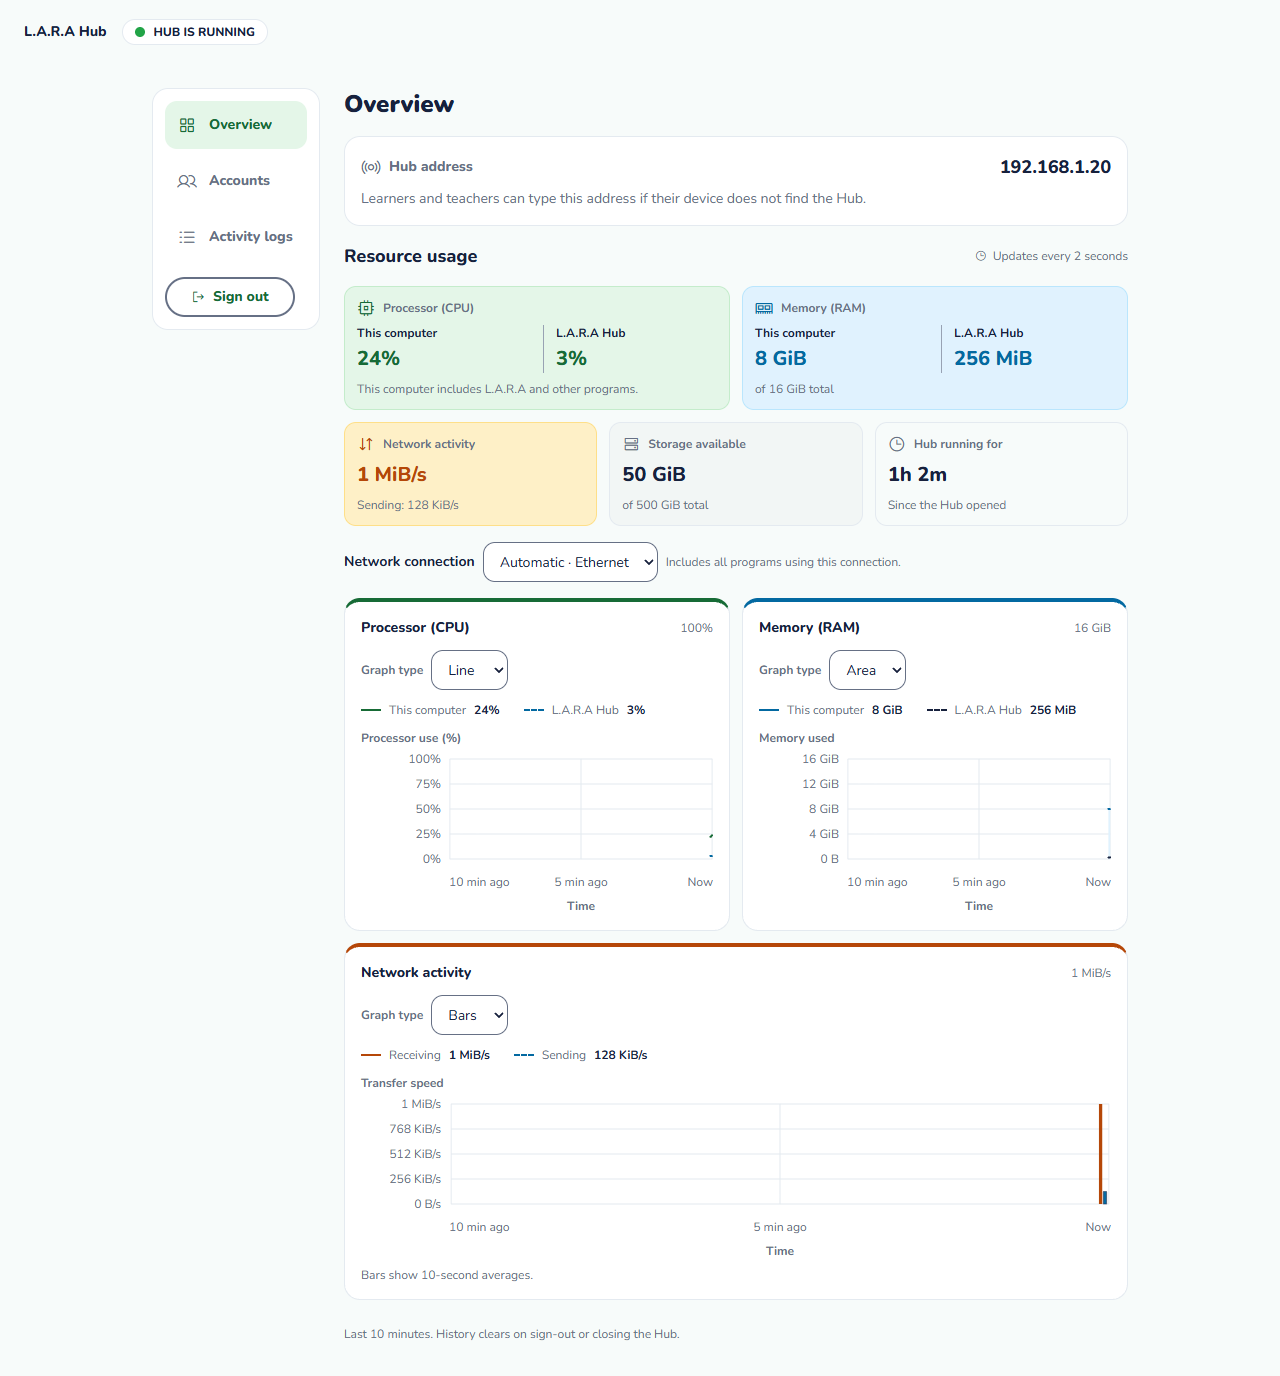 L.A.R.A Hub
HUB IS RUNNING
Overview
Accounts
Activity logs
Sign out
Overview
Hub address
192.168.1.20
Learners and teachers can type this address if their device does not find the Hub.
Resource usage
Updates every 2 seconds
Processor (CPU)
This computer
24%
L.A.R.A Hub
3%
This computer includes L.A.R.A and other programs.
Memory (RAM)
This computer
8 GiB
L.A.R.A Hub
256 MiB
of 16 GiB total
Network activity
1 MiB/s
Sending: 128 KiB/s
Storage available
50 GiB
of 500 GiB total
Hub running for
1h 2m
Since the Hub opened
Network connection
Automatic · Ethernet
Includes all programs using this connection.
Processor (CPU)
100%
Graph type
Line
This computer 24%
L.A.R.A Hub 3%
Processor use (%)
100%
75%
50%
25%
0%
10 min ago
5 min ago
Now
Time
Memory (RAM)
16 GiB
Graph type
Area
This computer 8 GiB
L.A.R.A Hub 256 MiB
Memory used
16 GiB
12 GiB
8 GiB
4 GiB
0 B
10 min ago
5 min ago
Now
Time
Network activity
1 MiB/s
Graph type
Bars
Receiving 1 MiB/s
Sending 128 KiB/s
Transfer speed
1 MiB/s
768 KiB/s
512 KiB/s
256 KiB/s
0 B/s
10 min ago
5 min ago
Now
Time
Bars show 10-second averages.
Last 10 minutes. History clears on sign-out or closing the Hub.